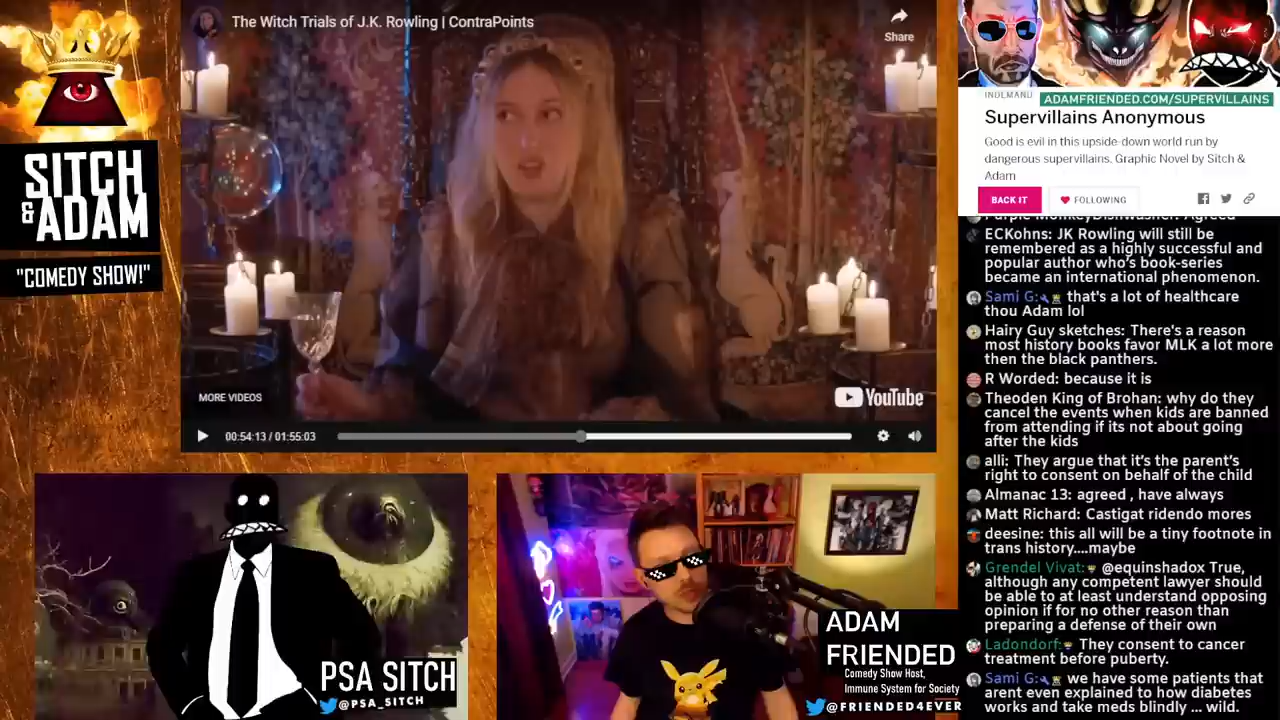 The Witch Trials of J.K. Rowling | ContraPoints
Share
MORE VIDEOS
YouTube
00:54:13 / 01:55:03
SITCH
& ADAM
"COMEDY SHOW!"
PSA SITCH
@PSA_SITCH
ADAM
FRIENDED
Comedy Show Host,
Immune System for Society
@FRIENDED4EVER
INDEMAND
ADAMFRIENDED.COM/SUPERVILLAINS
Supervillains Anonymous
Good is evil in this upside-down world run by
dangerous supervillains. Graphic Novel by Sitch &
Adam
BACK IT
FOLLOWING
Purple MonkeyDishwasher: Agreed
ECKohns: JK Rowling will still be
remembered as a highly successful and
popular author who's book-series
became an international phenomenon.
Sami G: that's a lot of healthcare
thou Adam lol
Hairy Guy sketches: There's a reason
most history books favor MLK a lot more
then the black panthers.
R Worded: because it is
Theoden King of Brohan: why do they
cancel the events when kids are banned
from attending if its not about going
after the kids
alli: They argue that it's the parent's
right to consent on behalf of the child
Almanac 13: agreed , have always
Matt Richard: Castigat ridendo mores
deesine: this all will be a tiny footnote in
trans history....maybe
Grendel Vivat: @equinshadox True,
although any competent lawyer should
be able to at least understand opposing
opinion if for no other reason than
preparing a defense of their own
Ladondorf: They consent to cancer
treatment before puberty.
Sami G: we have some patients that
arent even explained to how diabetes
works and take meds blindly ... wild.